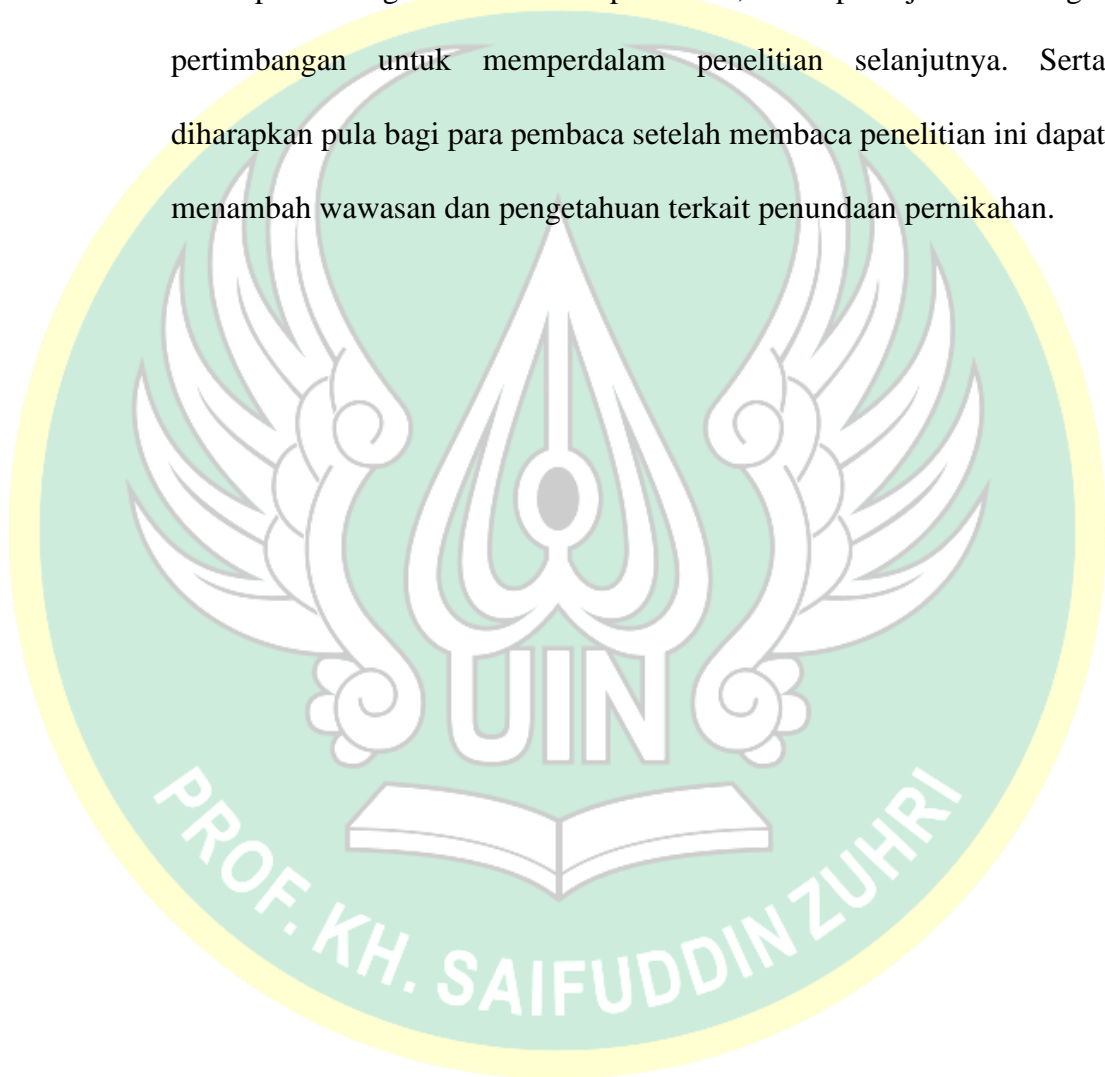 pertimbangan untuk memperdalam penelitian selanjutnya. Serta
diharapkan pula bagi para pembaca setelah membaca penelitian ini dapat
menambah wawasan dan pengetahuan terkait penundaan pernikahan.
UIN
PROF. KH. SAIFUDDIN ZUHRI